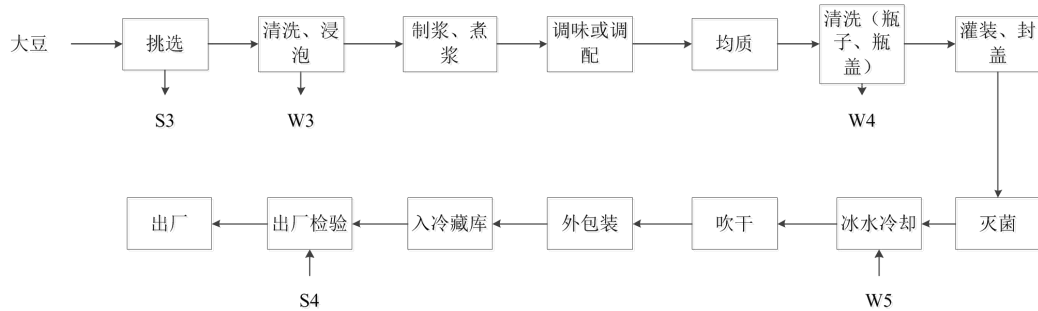 大豆
挑选
清洗、浸
泡
制浆、煮
浆
调味或调
配
均质
清洗（瓶
子、瓶
盖）
灌装、封
盖
S3
W3
W4
出厂
出厂检验
入冷藏库
外包装
吹干
冰水冷却
灭菌
S4
W5